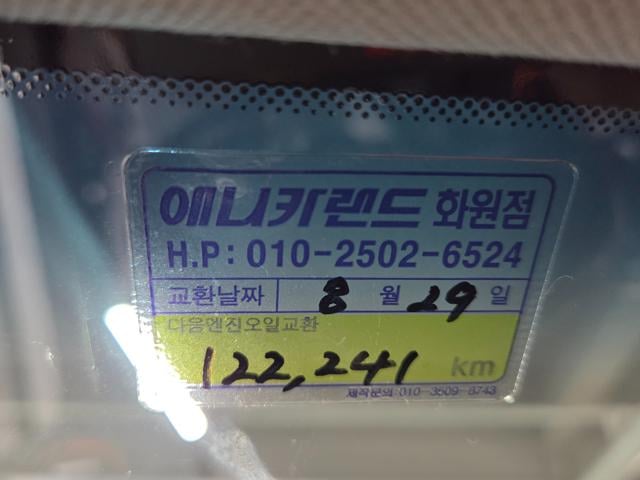 애니카랜드 화원점
H.P: 010-2502-6524
교환날짜 8 월 29 일
다음엔진오일교환
122,241 km
제작문의:010-3509-8743